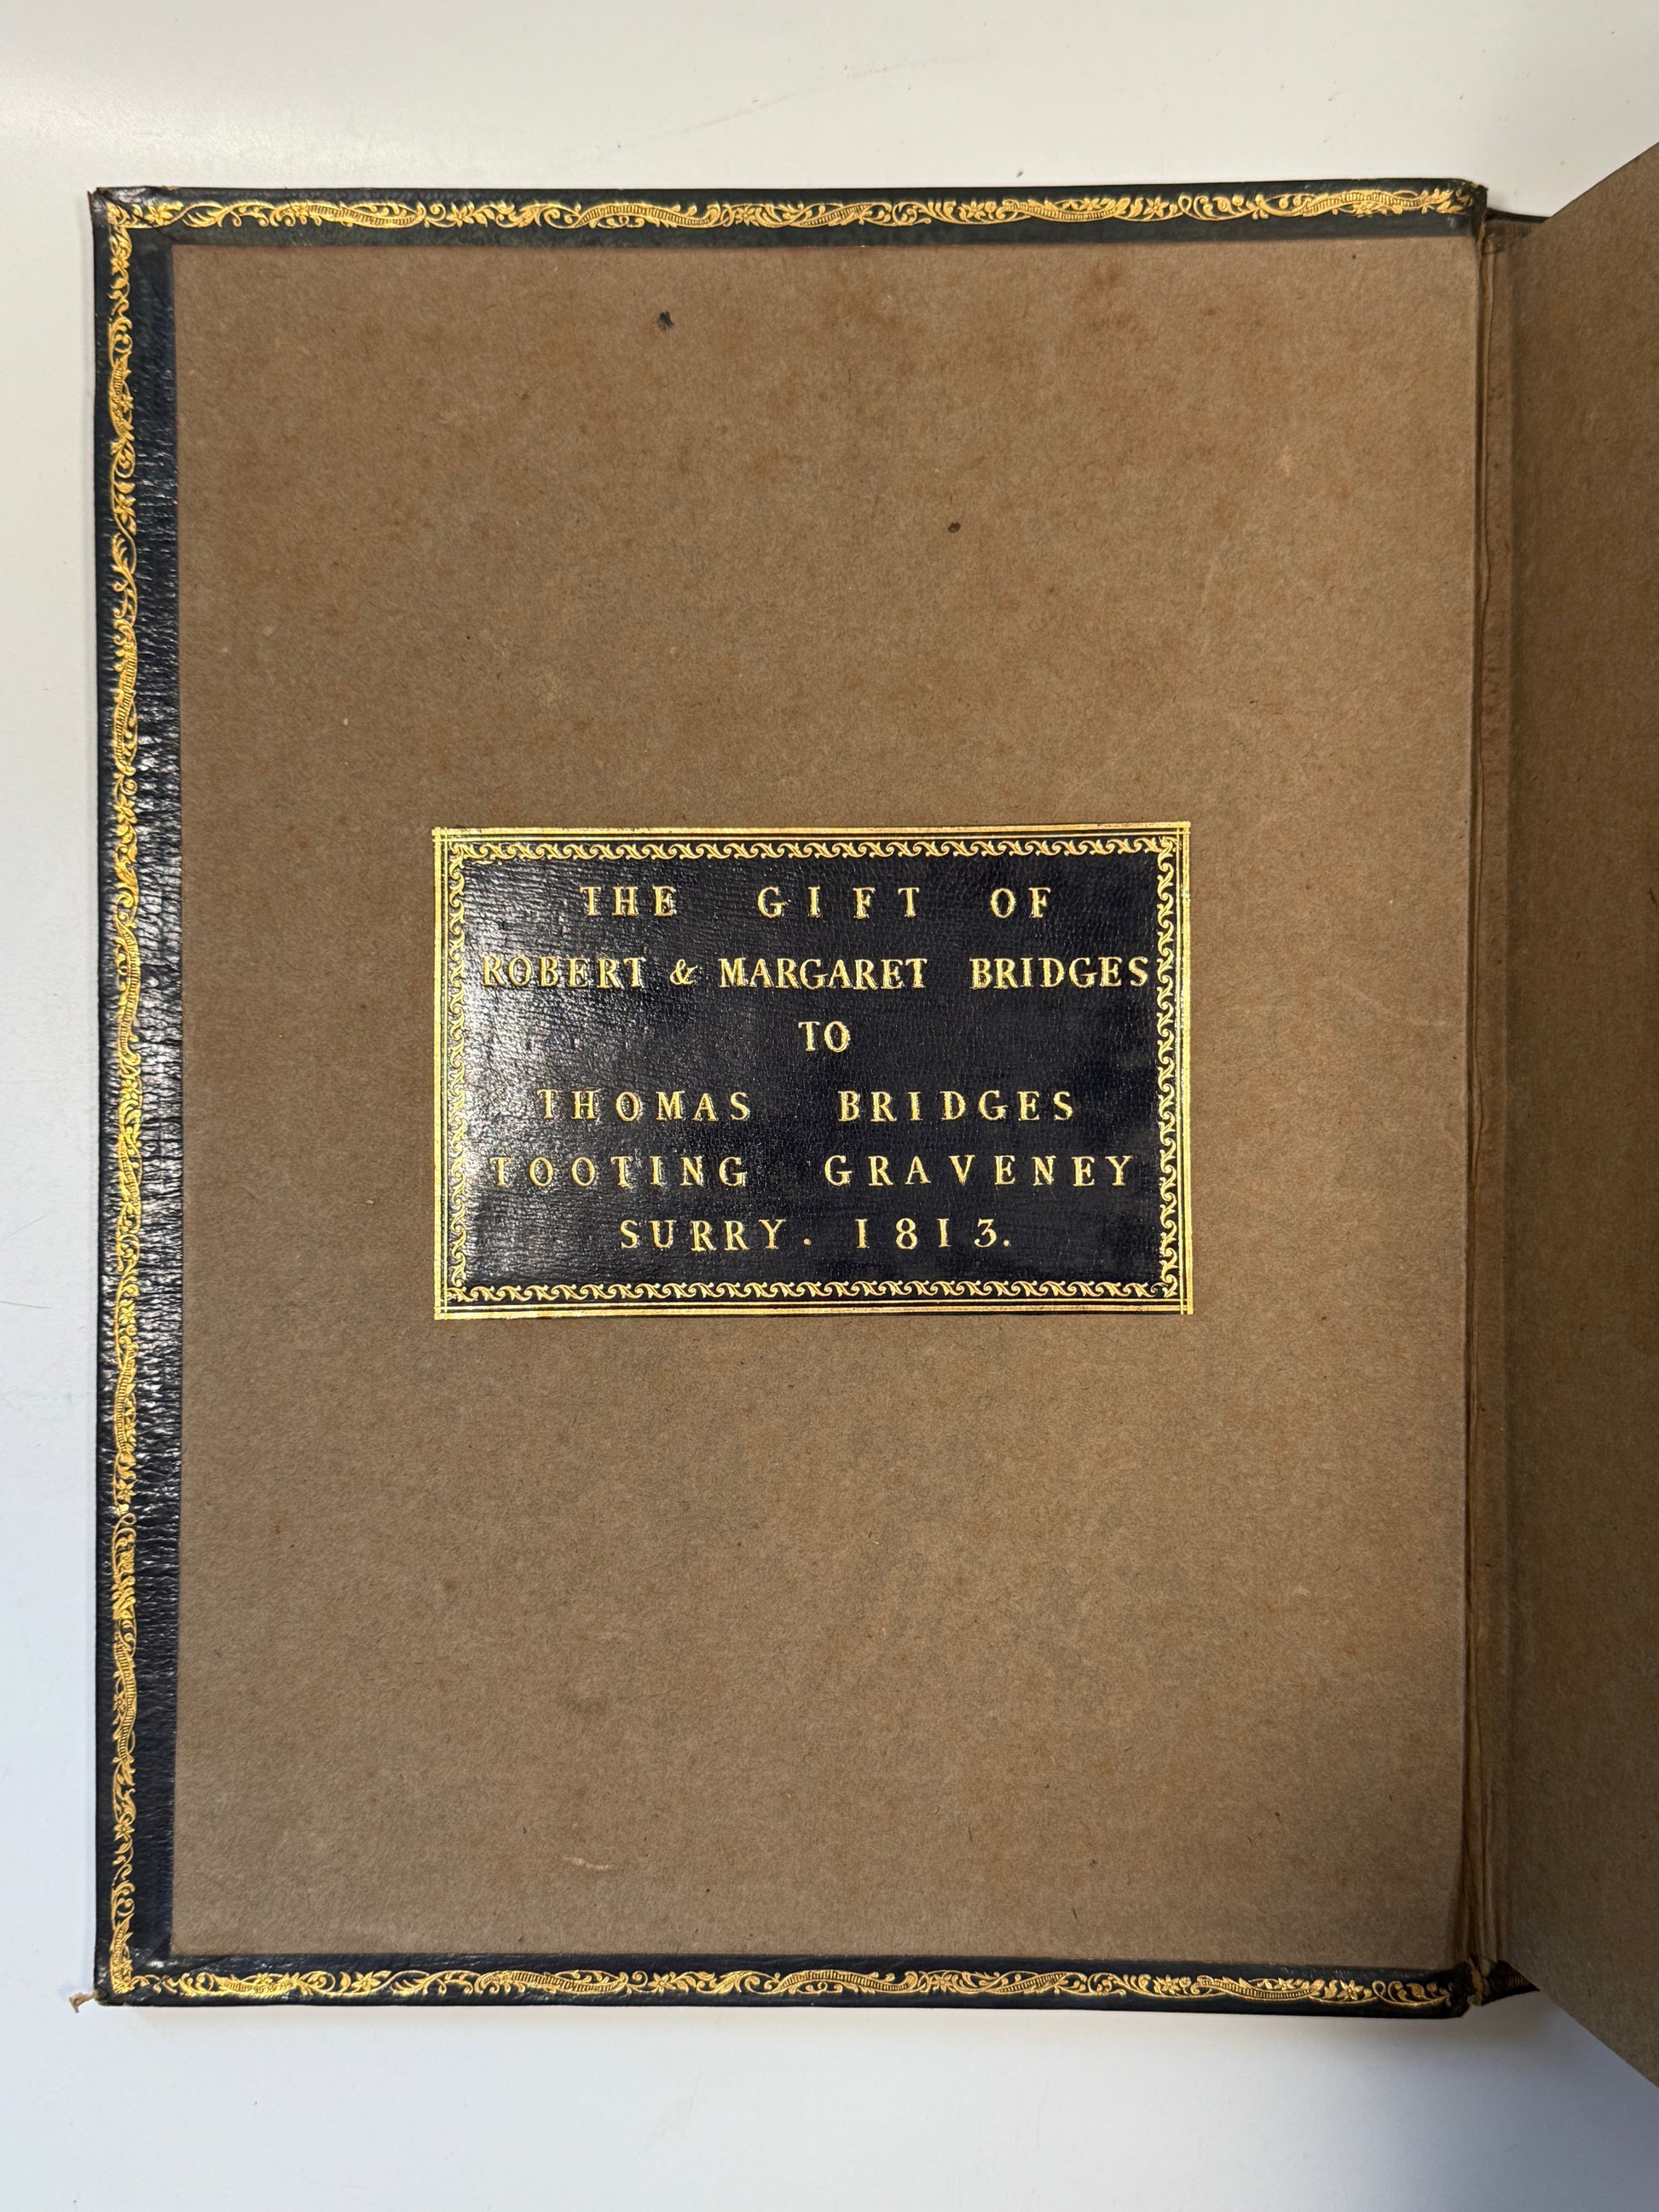 THE GIFT OF
ROBERT & MARGARET BRIDGES
TO
THOMAS BRIDGES
TOOTING GRAVENEY
SURRY. 1813.